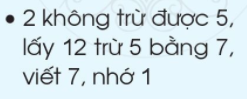 • 2 không trừ được 5,
lấy 12 trừ 5 bằng 7,
viết 7, nhớ 1